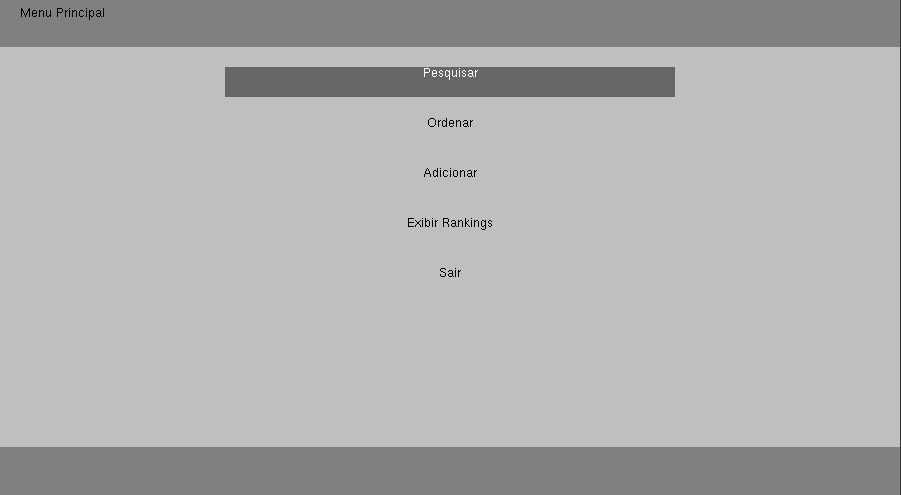 Menu Principal
Pesquisar
Ordenar
Adicionar
Exibir Rankings
Sair